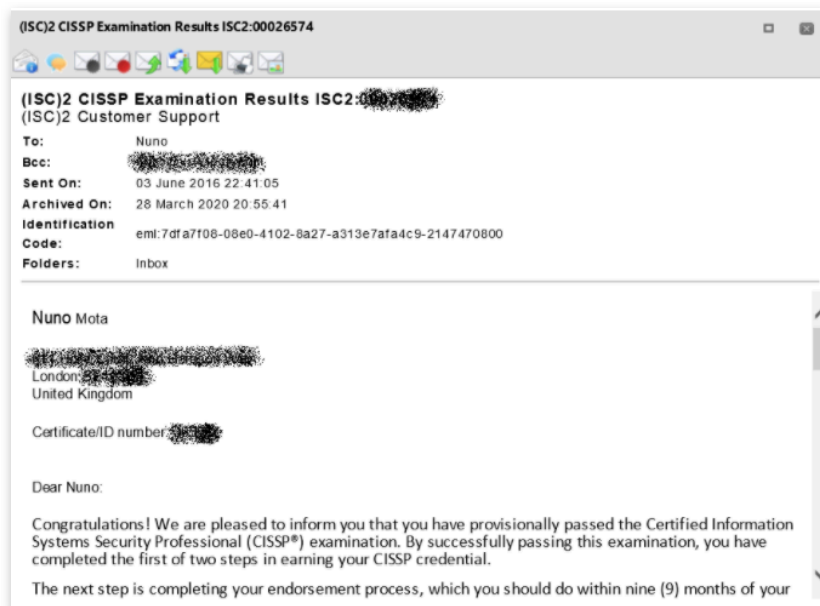 (ISC)2 CISSP Examination Results ISC2:00026574
(ISC)2 CISSP Examination Results ISC2:
(ISC)2 Customer Support
To: Nuno
Bcc:
Sent On: 03 June 2016 22:41:05
Archived On: 28 March 2020 20:55:41
Identification
Code: eml:7dfa7f08-08e0-4102-8a27-a313e7afa4c9-2147470800
Folders: Inbox
Nuno Mota
London
United Kingdom
Certificate/ID number:
Dear Nuno:
Congratulations! We are pleased to inform you that you have provisionally passed the Certified Information
Systems Security Professional (CISSP®) examination. By successfully passing this examination, you have
completed the first of two steps in earning your CISSP credential.
The next step is completing your endorsement process, which you should do within nine (9) months of your